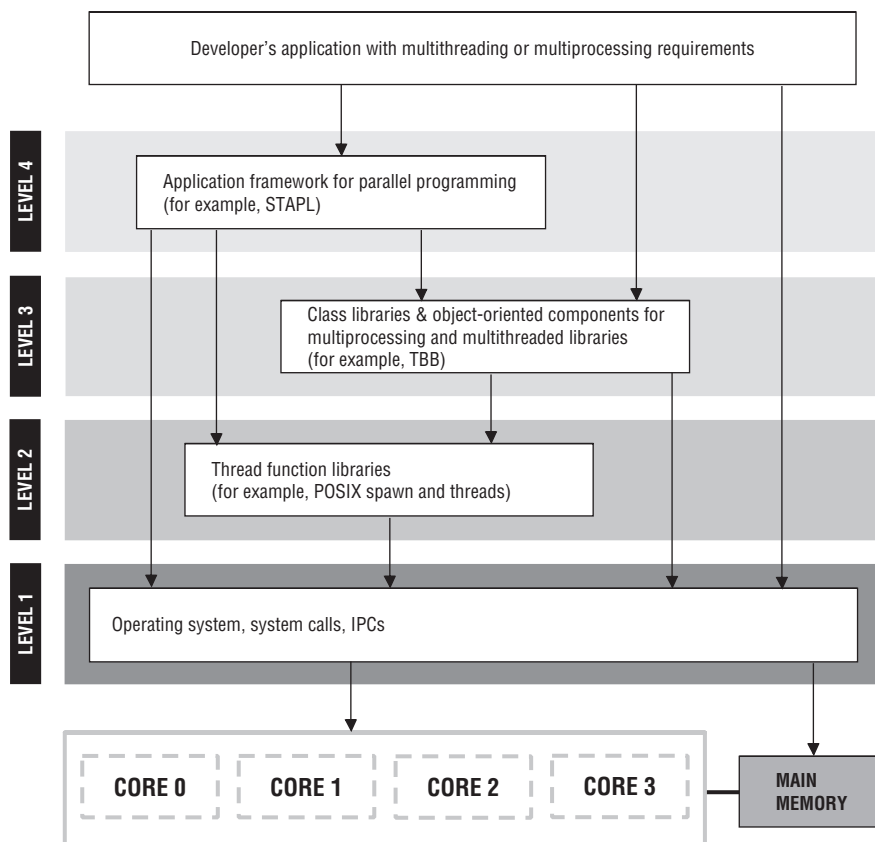 Developer's application with multithreading or multiprocessing requirements
LEVEL 4
Application framework for parallel programming
(for example, STAPL)
LEVEL 3
Class libraries & object-oriented components for
multiprocessing and multithreaded libraries
(for example, TBB)
LEVEL 2
Thread function libraries
(for example, POSIX spawn and threads)
LEVEL 1
Operating system, system calls, IPCs
CORE 0
CORE 1
CORE 2
CORE 3
MAIN
MEMORY